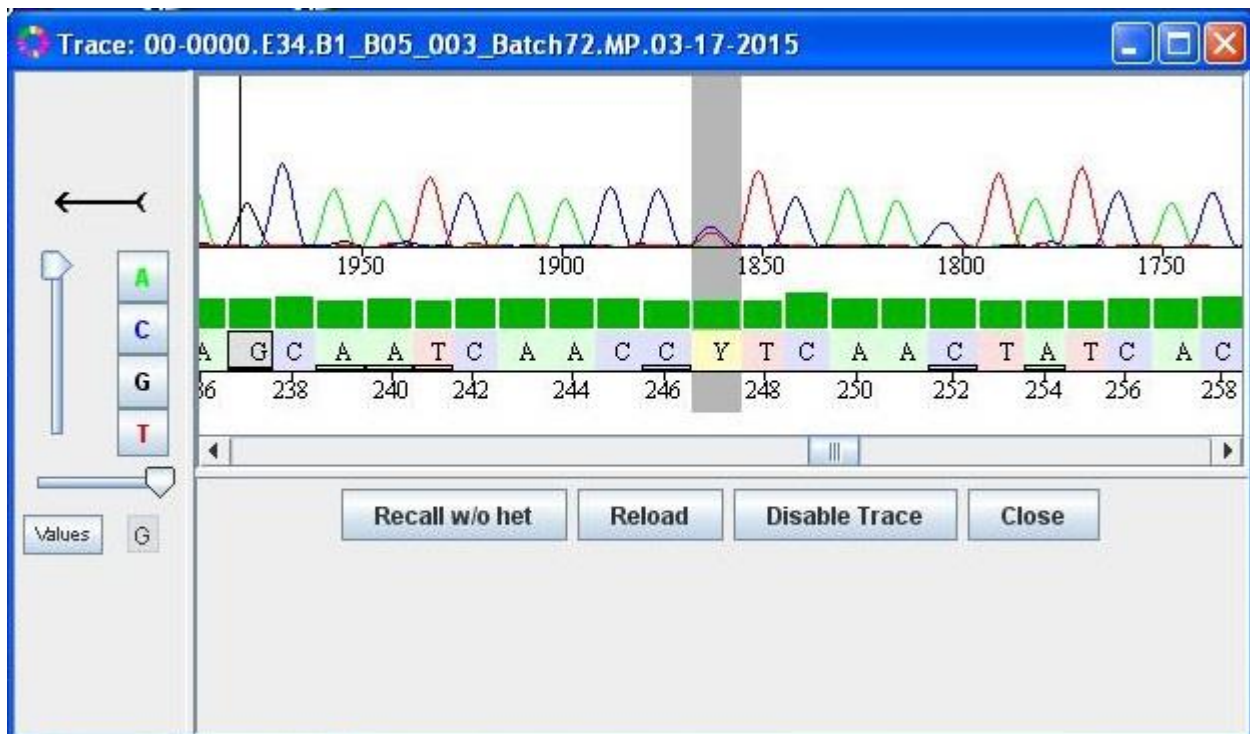 Trace: 00-0000.E34.B1_B05_003_Batch72.MP.03-17-2015
1950 1900 1850 1800 1750
A
C
G
T
A G C A A T C A A C C Y T C A A C T A T C A C
36 238 240 242 244 246 248 250 252 254 256 258
Recall w/o het Reload Disable Trace Close
Values G